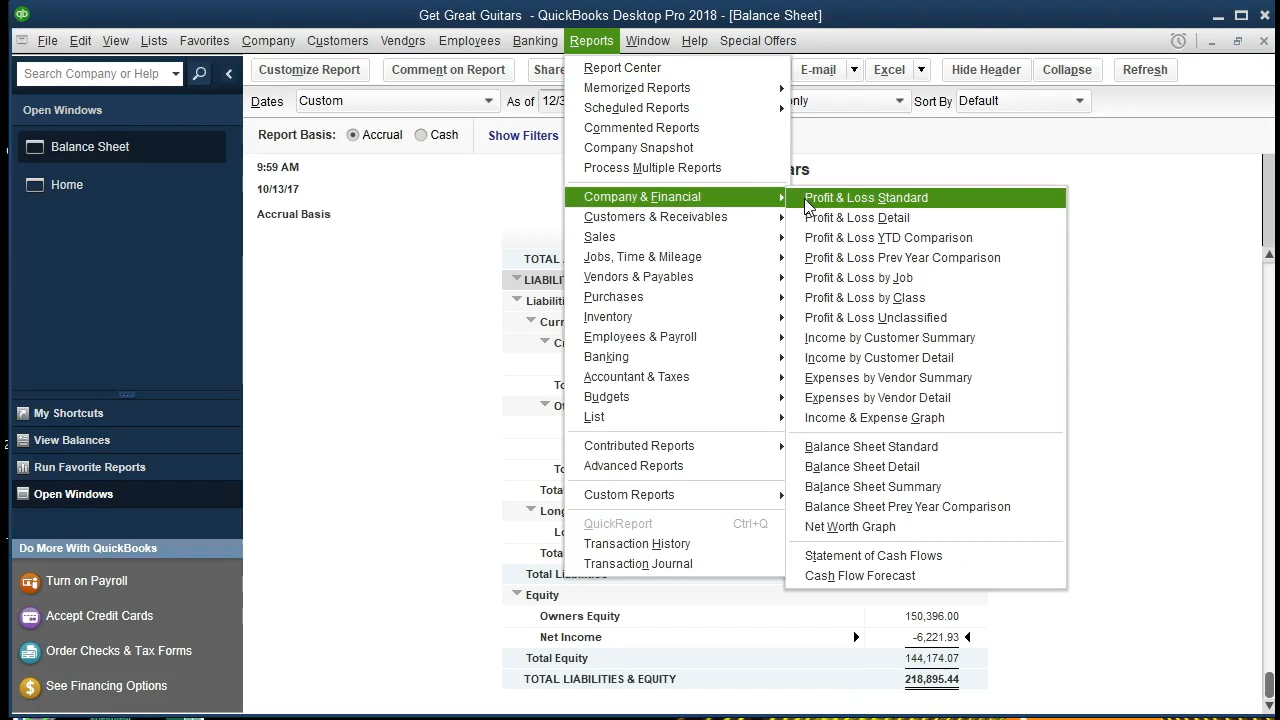 Get Great Guitars - QuickBooks Desktop Pro 2018 - [Balance Sheet]
File Edit View Lists Favorites Company Customers Vendors Employees Banking Reports Window Help Special Offers
Search Company or Help
Customize Report Comment on Report Share E-mail Excel Hide Header Collapse Refresh
Dates Custom As of 12/3 only Sort By Default
Report Basis: Accrual Cash Show Filters
Open Windows
Balance Sheet
Home
My Shortcuts
View Balances
Run Favorite Reports
Open Windows
Do More With QuickBooks
Turn on Payroll
Accept Credit Cards
Order Checks & Tax Forms
See Financing Options
9:59 AM
10/13/17
Accrual Basis
Report Center
Memorized Reports
Scheduled Reports
Commented Reports
Company Snapshot
Process Multiple Reports
Company & Financial
Customers & Receivables
Sales
Jobs, Time & Mileage
Vendors & Payables
Purchases
Inventory
Employees & Payroll
Banking
Accountant & Taxes
Budgets
List
Contributed Reports
Advanced Reports
Custom Reports
QuickReport Ctrl+Q
Transaction History
Transaction Journal
Profit & Loss Standard
Profit & Loss Detail
Profit & Loss YTD Comparison
Profit & Loss Prev Year Comparison
Profit & Loss by Job
Profit & Loss by Class
Profit & Loss Unclassified
Income by Customer Summary
Income by Customer Detail
Expenses by Vendor Summary
Expenses by Vendor Detail
Income & Expense Graph
Balance Sheet Standard
Balance Sheet Detail
Balance Sheet Summary
Balance Sheet Prev Year Comparison
Net Worth Graph
Statement of Cash Flows
Cash Flow Forecast
TOTAL
Equity
Owners Equity 150,396.00
Net Income -6,221.93
Total Equity 144,174.07
TOTAL LIABILITIES & EQUITY 218,895.44